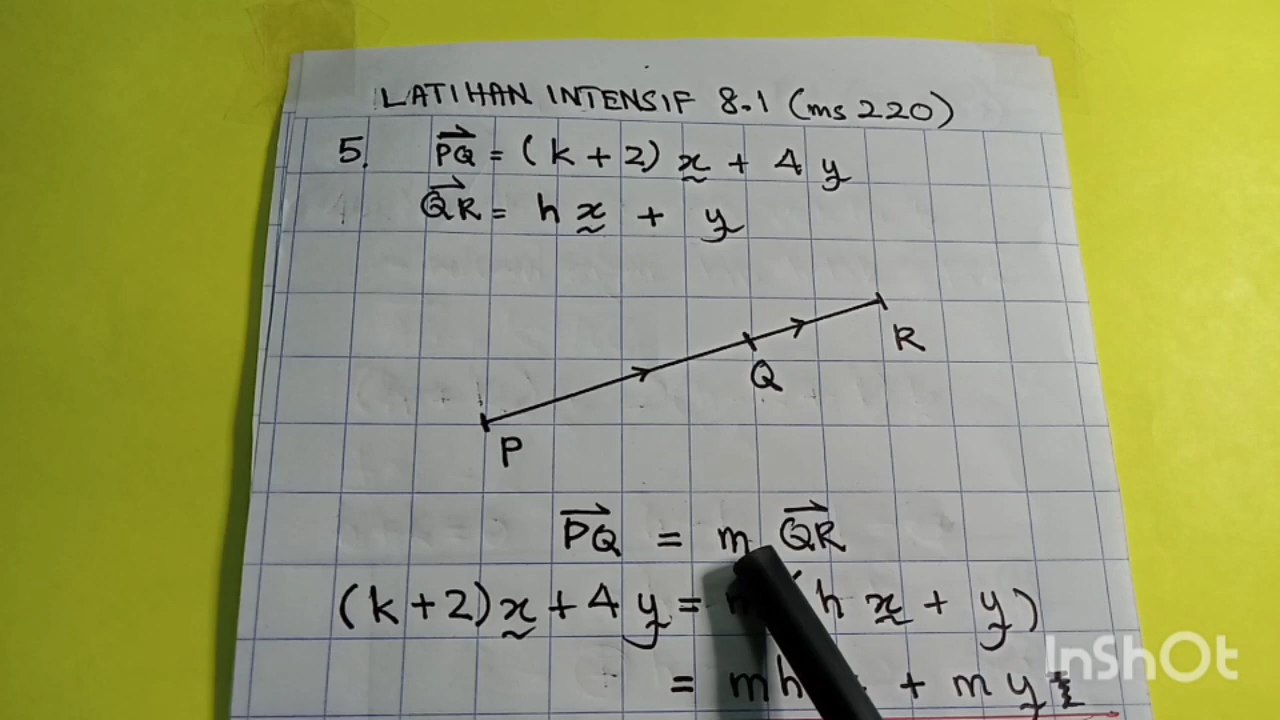 LATIHAN INTENSIF 8.1 (ms 220)
5. PQ = (k + 2) x + 4 y
QR = h x + y
R
Q
P
PQ = m QR
(k + 2) x + 4 y = (h x + y)
InShOt
= mh + m y